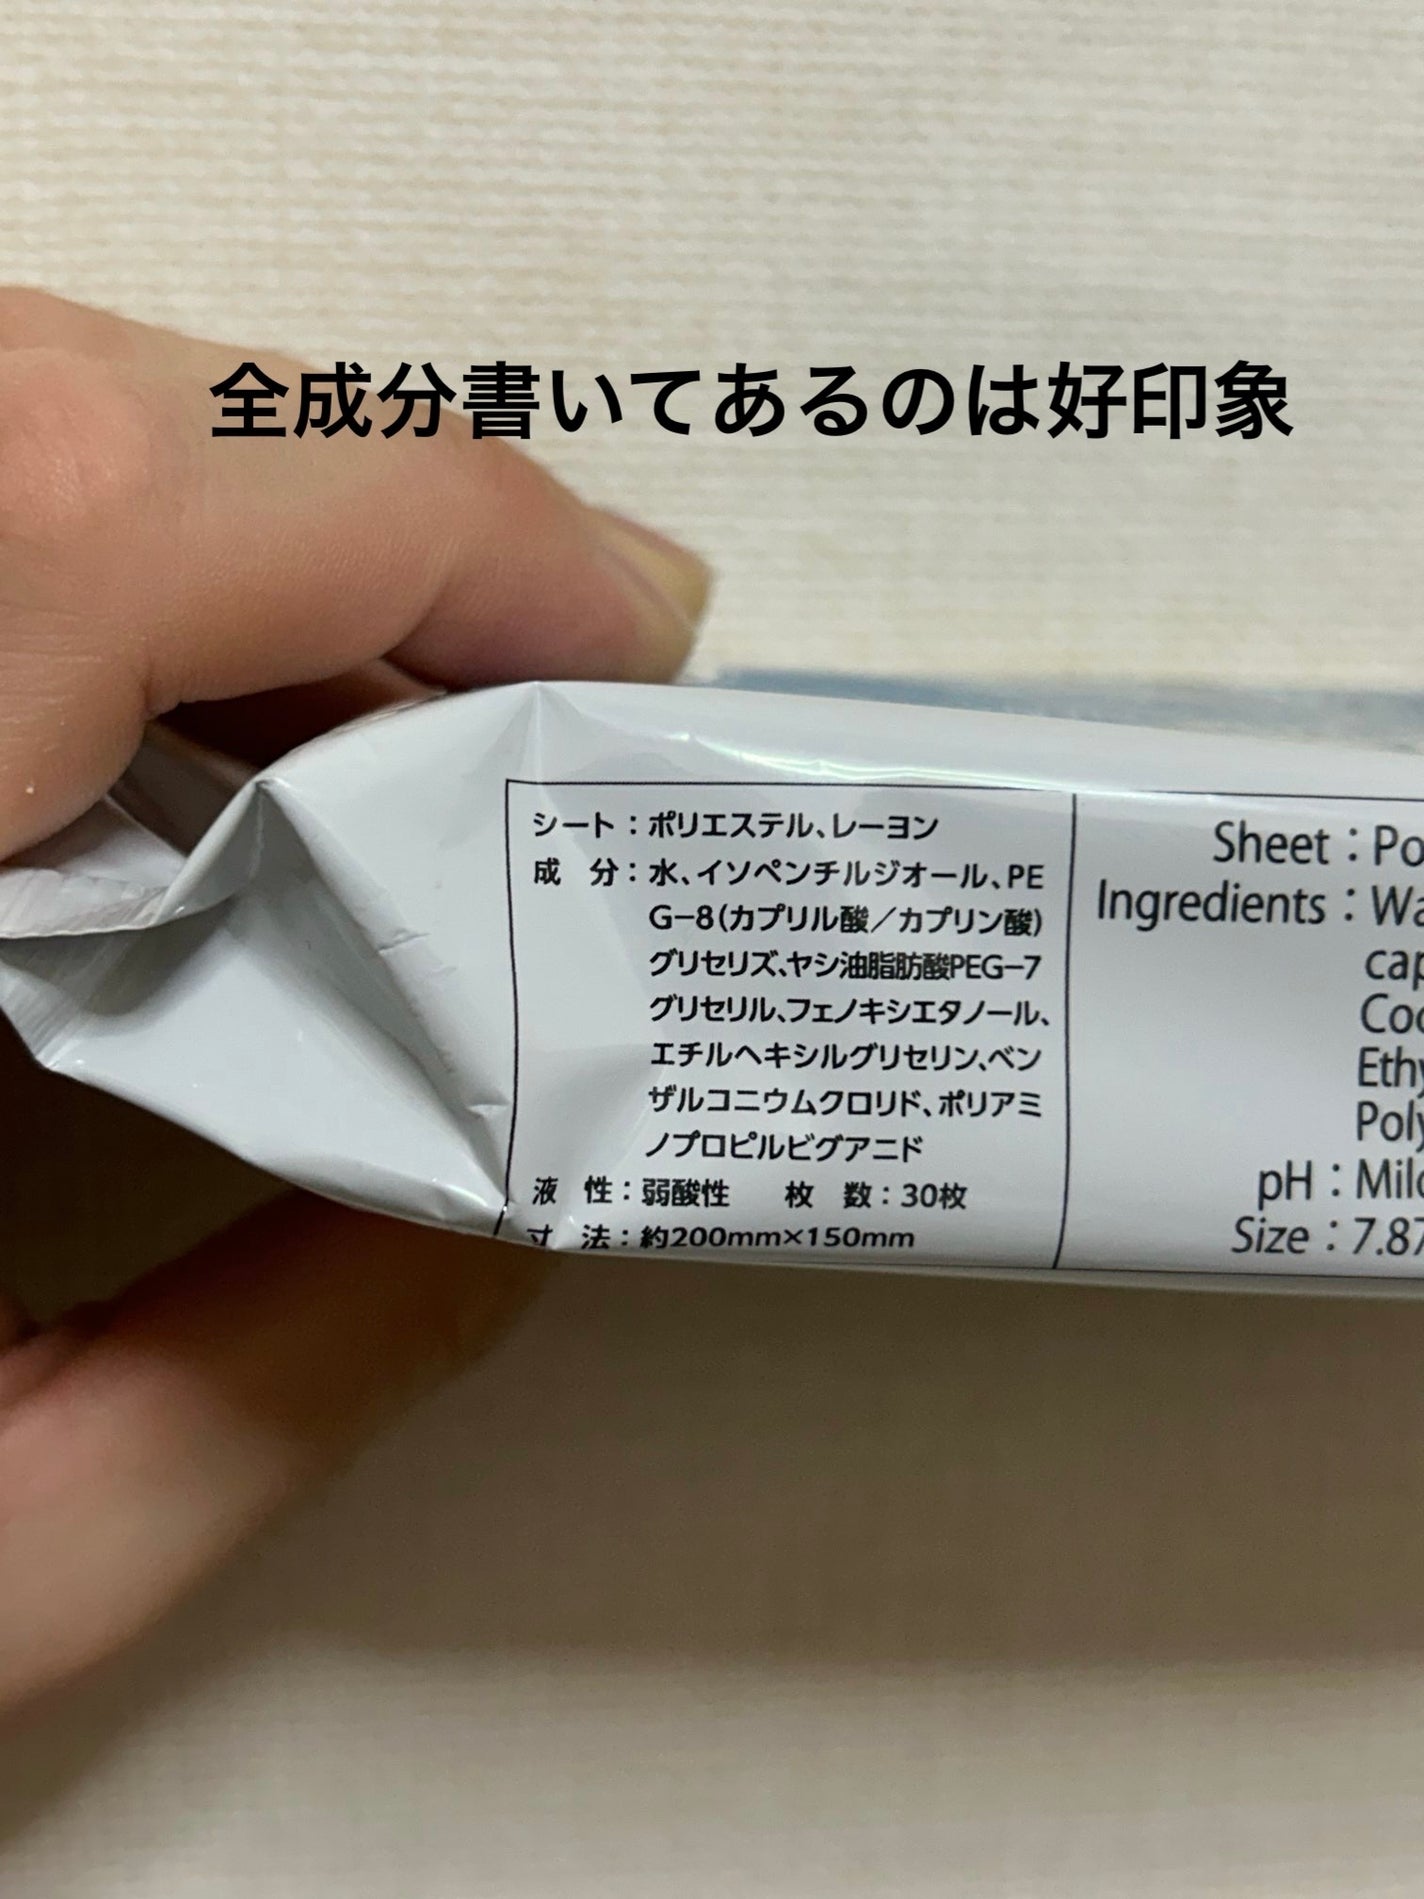 全成分書いてあるのは好印象
シート：ポリエステル、レーヨン
成　分：水、イソペンチルジオール、PE
G−8（カプリル酸／カプリン酸）
グリセリズ、ヤシ油脂肪酸PEG−7
グリセリル、フェノキシエタノール、
エチルヘキシルグリセリン、ベン
ザルコニウムクロリド、ポリアミ
ノプロピルビグアニド
液　性：弱酸性　　枚　数：30枚
寸　法：約200mm×150mm
Sheet：Po
Ingredients：Wa
cap
Coc
Ethy
Poly
pH：Mild
Size：7.87